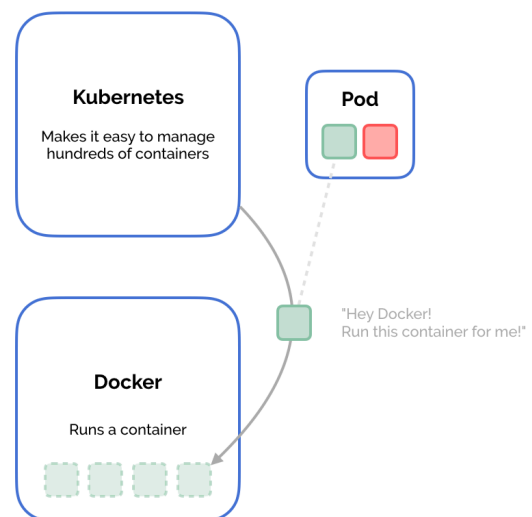 Kubernetes
Makes it easy to manage
hundreds of containers
Pod
"Hey Docker!
Run this container for me!"
Docker
Runs a container